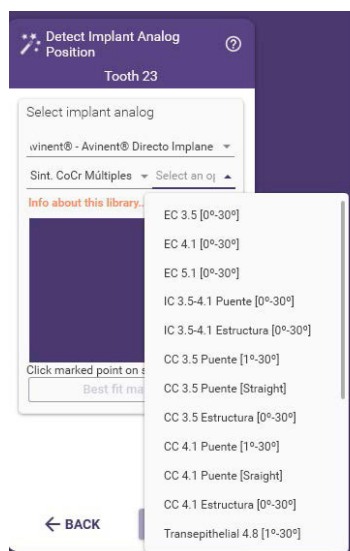 Detect Implant Analog
Position
Tooth 23
Select implant analog
vinent® - Avinent® Directo Implane
Sint. CoCr Múltiples Select an o
Info about this library..
EC 3.5 [0º-30º]
EC 4.1 [0º-30º]
EC 5.1 [0º-30º]
IC 3.5-4.1 Puente [0º-30º]
IC 3.5-4.1 Estructura [0º-30º]
CC 3.5 Puente [1º-30º]
CC 3.5 Puente [Straight]
CC 3.5 Estructura [0º-30º]
CC 4.1 Puente [1º-30º]
CC 4.1 Puente [Sraight]
CC 4.1 Estructura [0º-30º]
Transepithelial 4.8 [1º-30º]
Click marked point on s
Best fit ma
BACK